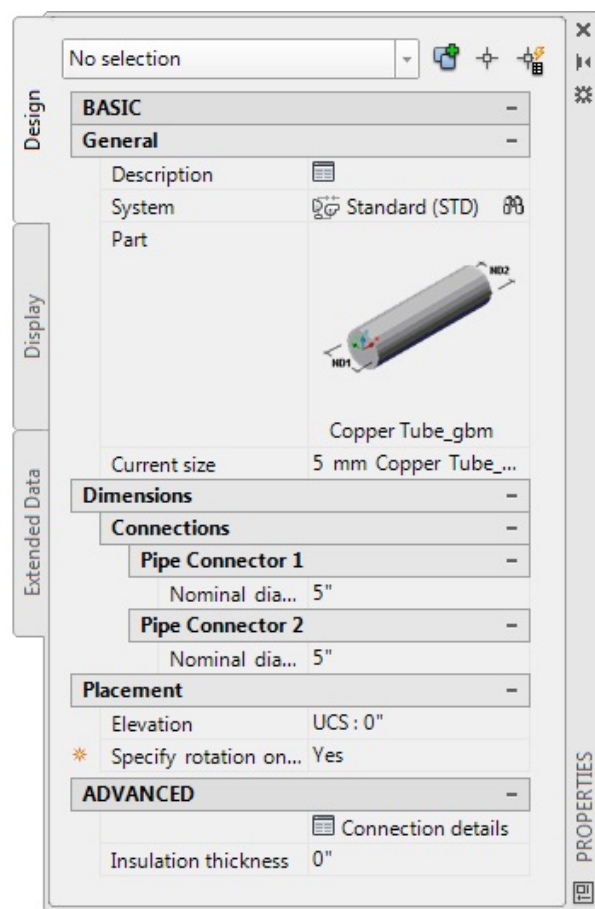 No selection
Design
BASIC
General
Description
System Standard (STD)
Part
ND2
ND1
Copper Tube_gbm
Current size 5 mm Copper Tube_...
Display
Dimensions
Connections
Pipe Connector 1
Nominal dia... 5"
Pipe Connector 2
Nominal dia... 5"
Extended Data
Placement
Elevation UCS : 0"
Specify rotation on... Yes
ADVANCED
Connection details
Insulation thickness 0"
PROPERTIES